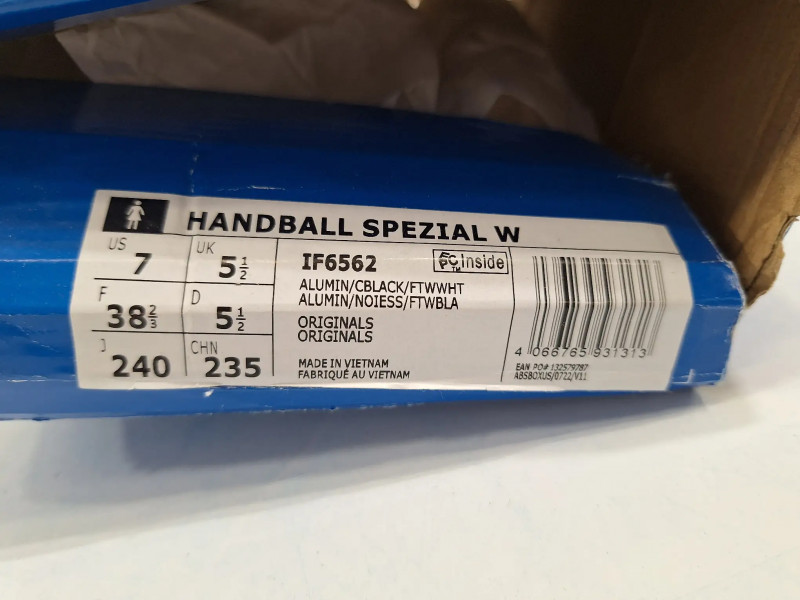 HANDBALL SPEZIAL W
US 7
UK 5 1/2
F 38 2/3
D 5 1/2
J 240
CHN 235
IF6562
Inside
ALUMIN/CBLACK/FTWWHT
ALUMIN/NOIESS/FTWBLA
ORIGINALS
ORIGINALS
MADE IN VIETNAM
FABRIQUÉ AU VIETNAM
4 066765 931313
EAN PO# 132579787
ABSBOXUS/0722/V11